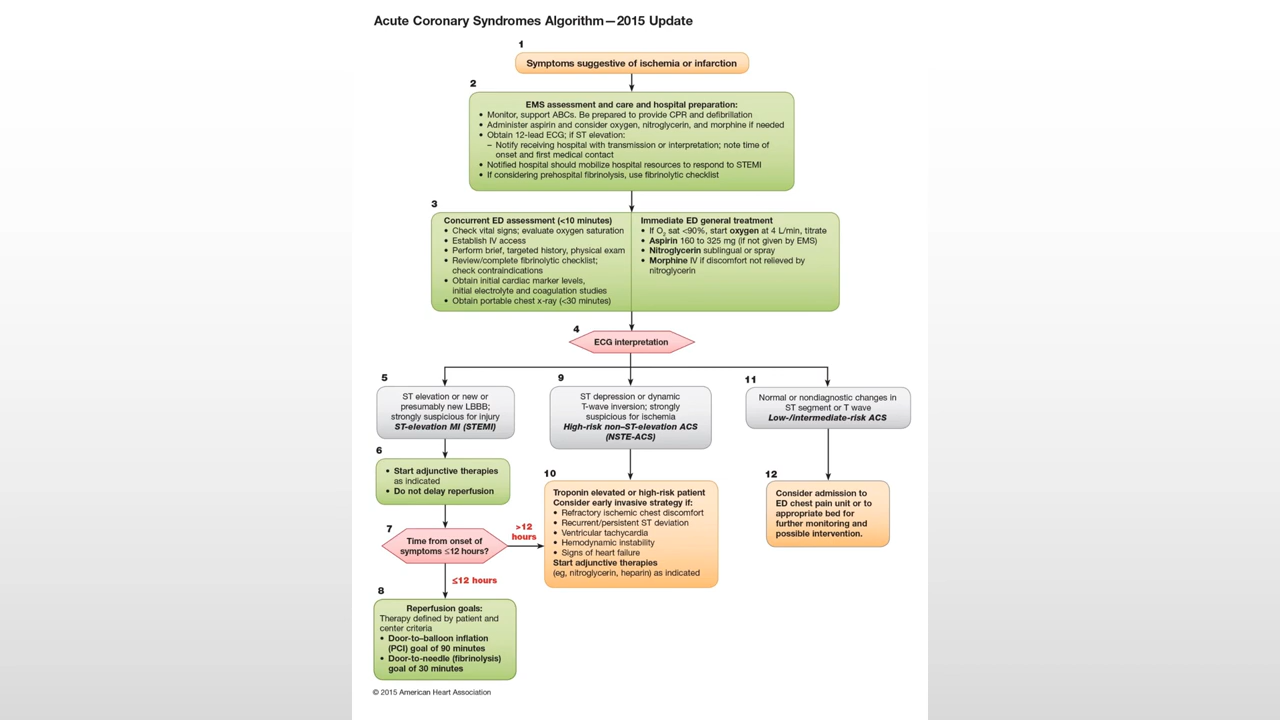 Acute Coronary Syndromes Algorithm—2015 Update
1
Symptoms suggestive of ischemia or infarction
2
EMS assessment and care and hospital preparation:
• Monitor, support ABCs. Be prepared to provide CPR and defibrillation
• Administer aspirin and consider oxygen, nitroglycerin, and morphine if needed
• Obtain 12-lead ECG; if ST elevation:
– Notify receiving hospital with transmission or interpretation; note time of
onset and first medical contact
• Notified hospital should mobilize hospital resources to respond to STEMI
• If considering prehospital fibrinolysis, use fibrinolytic checklist
3
Concurrent ED assessment (<10 minutes)
• Check vital signs; evaluate oxygen saturation
• Establish IV access
• Perform brief, targeted history, physical exam
• Review/complete fibrinolytic checklist;
check contraindications
• Obtain initial cardiac marker levels,
initial electrolyte and coagulation studies
• Obtain portable chest x-ray (<30 minutes)
Immediate ED general treatment
• If O₂ sat <90%, start oxygen at 4 L/min, titrate
• Aspirin 160 to 325 mg (if not given by EMS)
• Nitroglycerin sublingual or spray
• Morphine IV if discomfort not relieved by
nitroglycerin
4
ECG interpretation
5
ST elevation or new or
presumably new LBBB;
strongly suspicious for injury
ST-elevation MI (STEMI)
9
ST depression or dynamic
T-wave inversion; strongly
suspicious for ischemia
High-risk non–ST-elevation ACS
(NSTE-ACS)
11
Normal or nondiagnostic changes in
ST segment or T wave
Low-/intermediate-risk ACS
6
• Start adjunctive therapies
as indicated
• Do not delay reperfusion
7
Time from onset of
symptoms ≤12 hours?
>12
hours
≤12 hours
8
Reperfusion goals:
Therapy defined by patient and
center criteria
• Door-to–balloon inflation
(PCI) goal of 90 minutes
• Door-to-needle (fibrinolysis)
goal of 30 minutes
10
Troponin elevated or high-risk patient
Consider early invasive strategy if:
• Refractory ischemic chest discomfort
• Recurrent/persistent ST deviation
• Ventricular tachycardia
• Hemodynamic instability
• Signs of heart failure
Start adjunctive therapies
(eg, nitroglycerin, heparin) as indicated
12
Consider admission to
ED chest pain unit or to
appropriate bed for
further monitoring and
possible intervention.
© 2015 American Heart Association